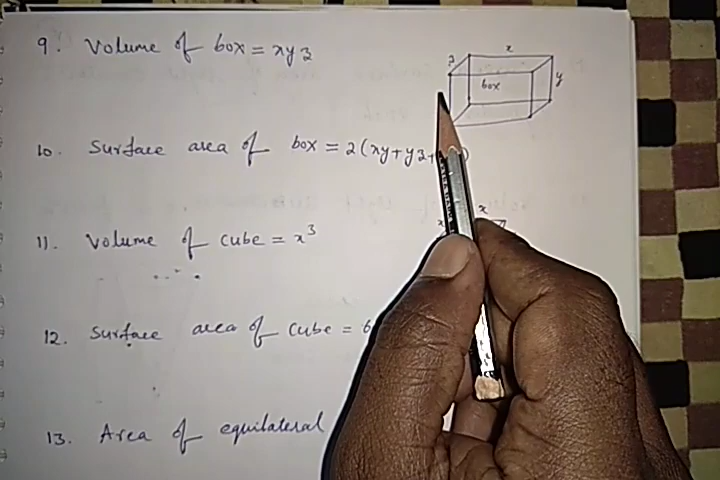 9. Volume of box = xyz
z x y
box
10. Surface area of box = 2(xy+yz+
x x
11. Volume of cube = x³
12. Surface area of cube = 6
13. Area of equilateral